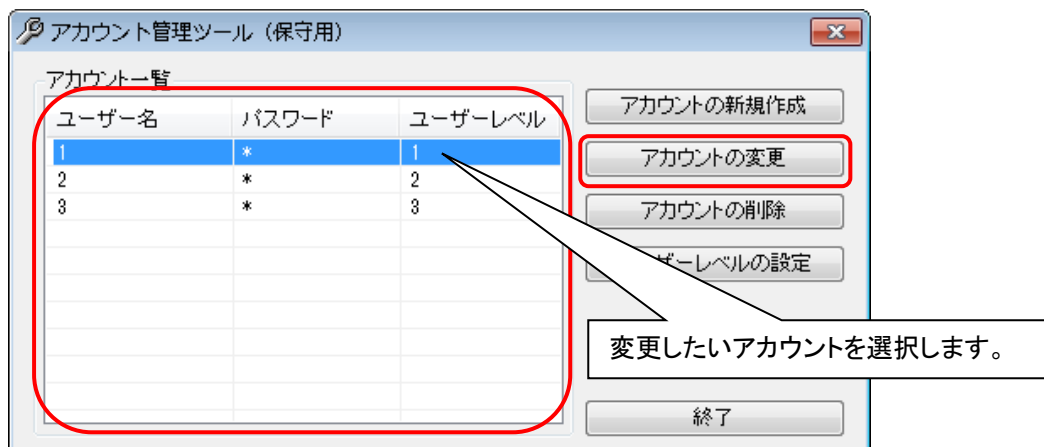 アカウント管理ツール（保守用）
アカウント一覧
ユーザー名 パスワード ユーザーレベル
1 * 1
2 * 2
3 * 3
アカウントの新規作成
アカウントの変更
アカウントの削除
ザーレベルの設定
変更したいアカウントを選択します。
終了